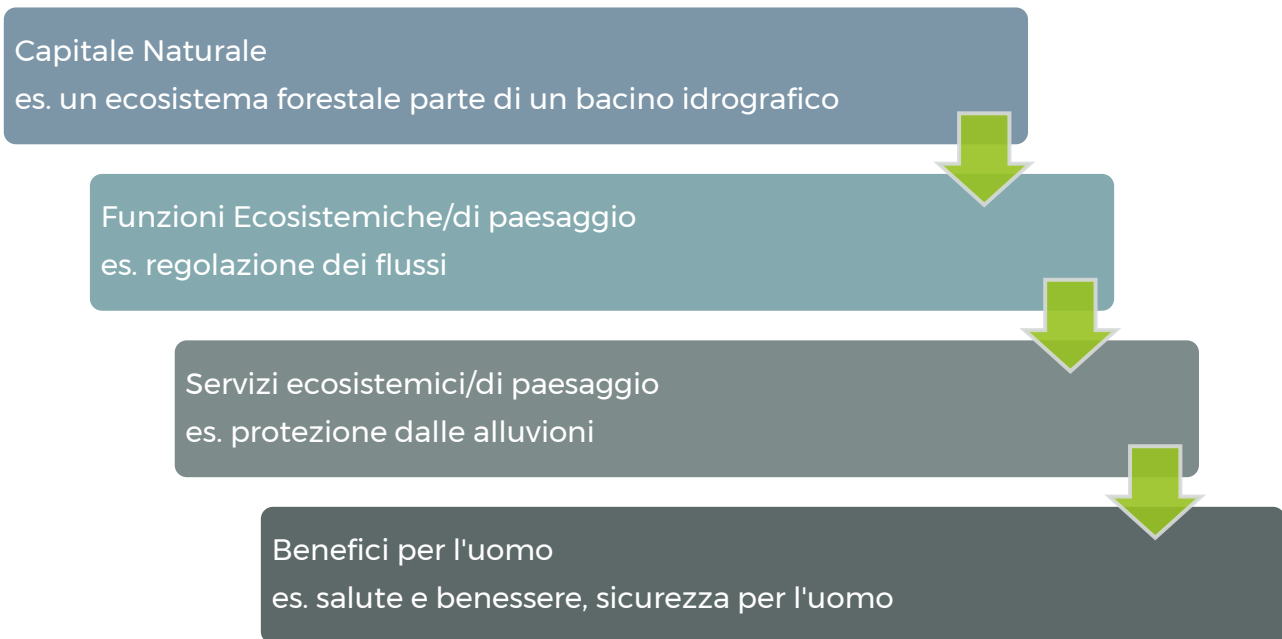 Capitale Naturale
es. un ecosistema forestale parte di un bacino idrografico
Funzioni Ecosistemiche/di paesaggio
es. regolazione dei flussi
Servizi ecosistemici/di paesaggio
es. protezione dalle alluvioni
Benefici per l'uomo
es. salute e benessere, sicurezza per l'uomo